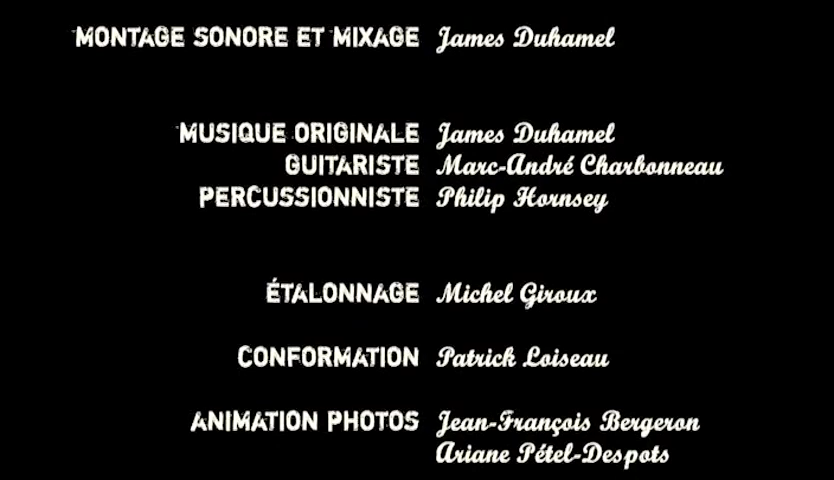 MONTAGE SONORE ET MIXAGE James Duhamel
MUSIQUE ORIGINALE James Duhamel
GUITARISTE Marc-André Charbonneau
PERCUSSIONNISTE Philip Hornsey
ÉTALONNAGE Michel Giroux
CONFORMATION Patrick Loiseau
ANIMATION PHOTOS Jean-François Bergeron
Ariane Pétel-Despots